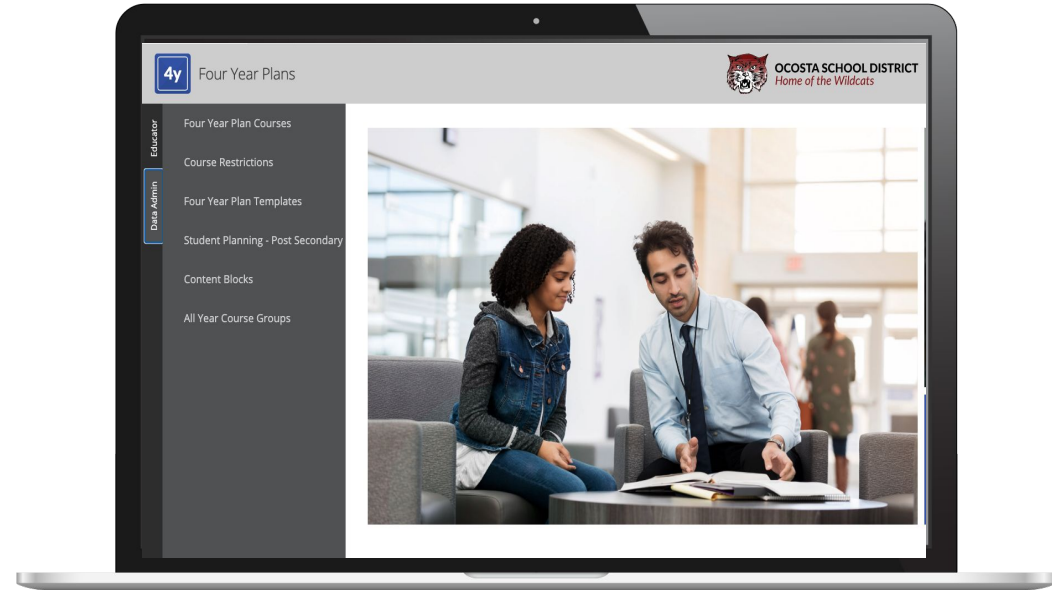 4y
Four Year Plans
OCOSTA SCHOOL DISTRICT
Home of the Wildcats
Educator
Data Admin
Four Year Plan Courses
Course Restrictions
Four Year Plan Templates
Student Planning - Post Secondary
Content Blocks
All Year Course Groups